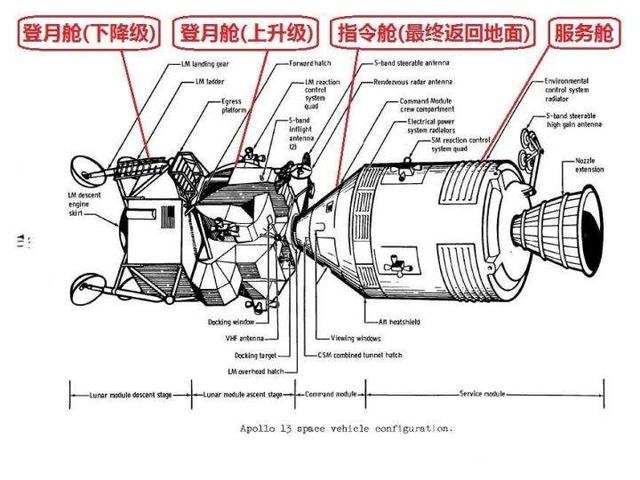 登月舱(下降级)
登月舱(上升级)
指令舱(最终返回地面)
服务舱
LM landing gear
LM ladder
Egress
platform
Forward hatch
LM reaction
control
system
quad
S-band
inflight
antenna
(2)
S-band steerable antenna
Rendezvous radar antenna
Command Module
crew compartment
Electrical power
system radiators
SM reaction control
system quad
Environmental
control system
radiator
S-band steerable
high gain antenna
Nozzle
extension
LM descent
engine
skirt
Docking window
VHF antenna
Docking target
LM overhead hatch
Aft heatshield
Viewing windows
CSM combined tunnel hatch
Lunar module descent stage
Lunar module ascent stage
Command module
Service module
Apollo 13 space vehicle configuration.